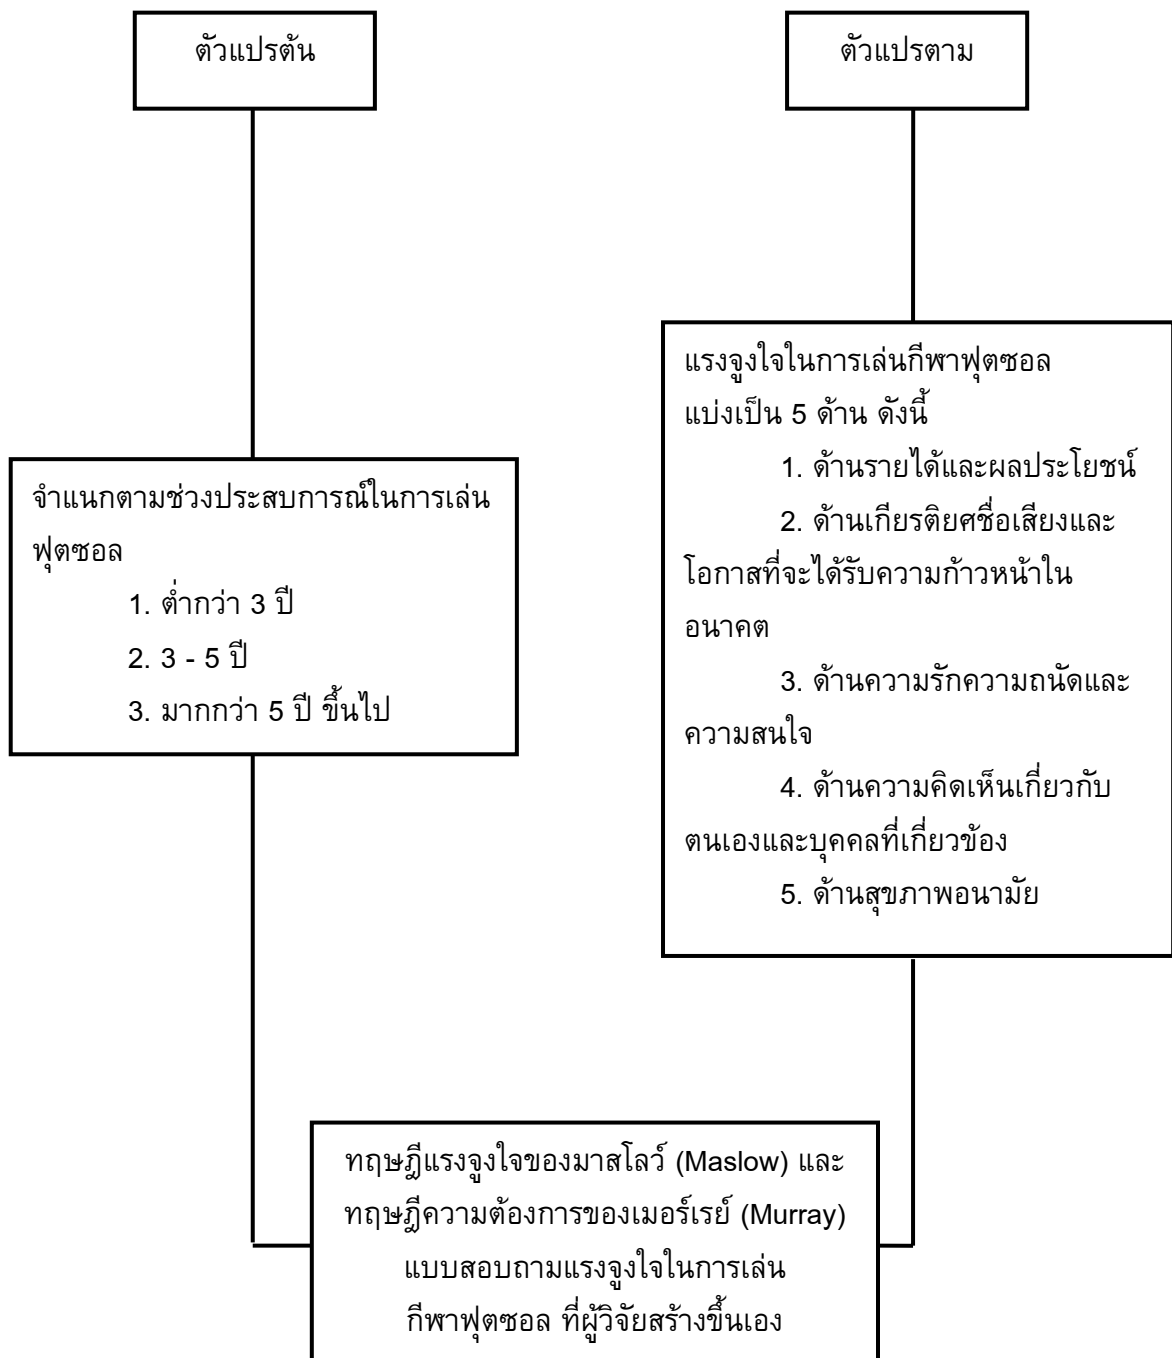 ตัวแปรต้น
ตัวแปรตาม
จำแนกตามช่วงประสบการณ์ในการเล่น
ฟุตซอล
1. ต่ำกว่า 3 ปี
2. 3 - 5 ปี
3. มากกว่า 5 ปี ขึ้นไป
แรงจูงใจในการเล่นกีฬาฟุตซอล
แบ่งเป็น 5 ด้าน ดังนี้
1. ด้านรายได้และผลประโยชน์
2. ด้านเกียรติยศชื่อเสียงและ
โอกาสที่จะได้รับความก้าวหน้าใน
อนาคต
3. ด้านความรักความถนัดและ
ความสนใจ
4. ด้านความคิดเห็นเกี่ยวกับ
ตนเองและบุคคลที่เกี่ยวข้อง
5. ด้านสุขภาพอนามัย
ทฤษฎีแรงจูงใจของมาสโลว์ (Maslow) และ
ทฤษฎีความต้องการของเมอร์เรย์ (Murray)
แบบสอบถามแรงจูงใจในการเล่น
กีฬาฟุตซอล ที่ผู้วิจัยสร้างขึ้นเอง